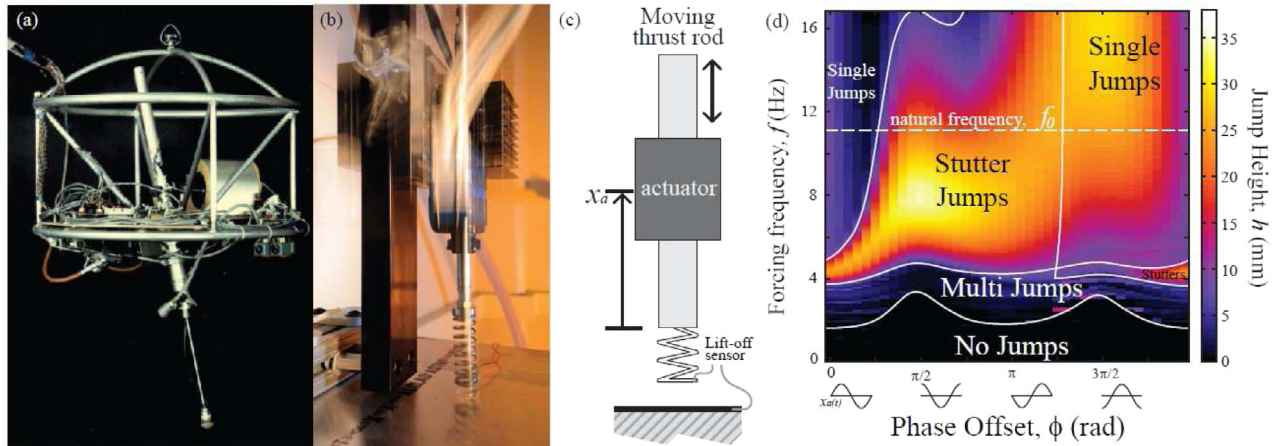 (a)
(b)
(c)
Moving
thrust rod
actuator
xa
Lift-off
sensor
(d)
Forcing frequency, f (Hz)
16
12
8
4
0
Single
Jumps
natural frequency, f0
Stutter
Jumps
Single
Jumps
Stutters
Multi Jumps
No Jumps
0
π/2
π
3π/2
xa(t)
Phase Offset, ϕ (rad)
35
30
25
20
15
10
5
0
Jump Height, h (mm)